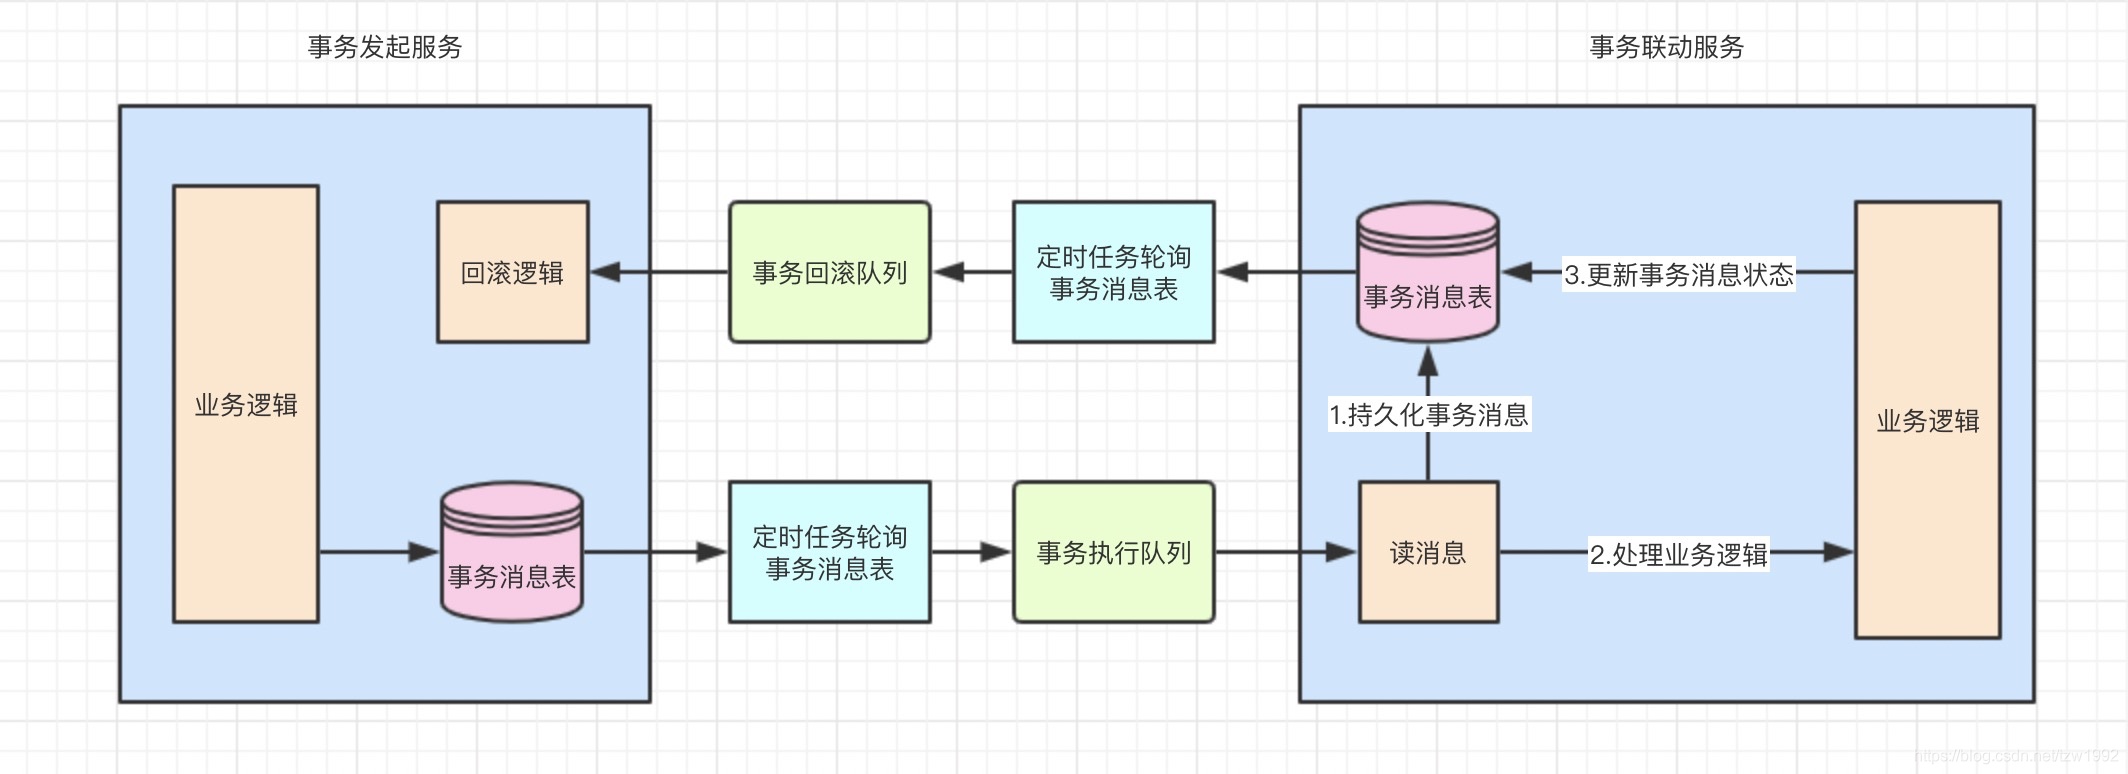 事务发起服务
事务联动服务
业务逻辑
回滚逻辑
事务回滚队列
定时任务轮询
事务消息表
事务消息表
3.更新事务消息状态
1.持久化事务消息
业务逻辑
事务消息表
定时任务轮询
事务消息表
事务执行队列
读消息
2.处理业务逻辑
https://blog.csdn.net/lzw1992